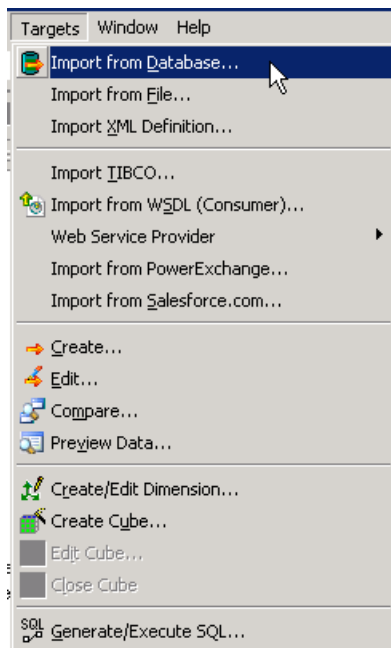 Targets Window Help
Import from Database...
Import from File...
Import XML Definition...
Import TIBCO...
Import from WSDL (Consumer)...
Web Service Provider
Import from PowerExchange...
Import from Salesforce.com...
Create...
Edit...
Compare...
Preview Data...
Create/Edit Dimension...
Create Cube...
Edit Cube...
Close Cube
SQL Generate/Execute SQL...